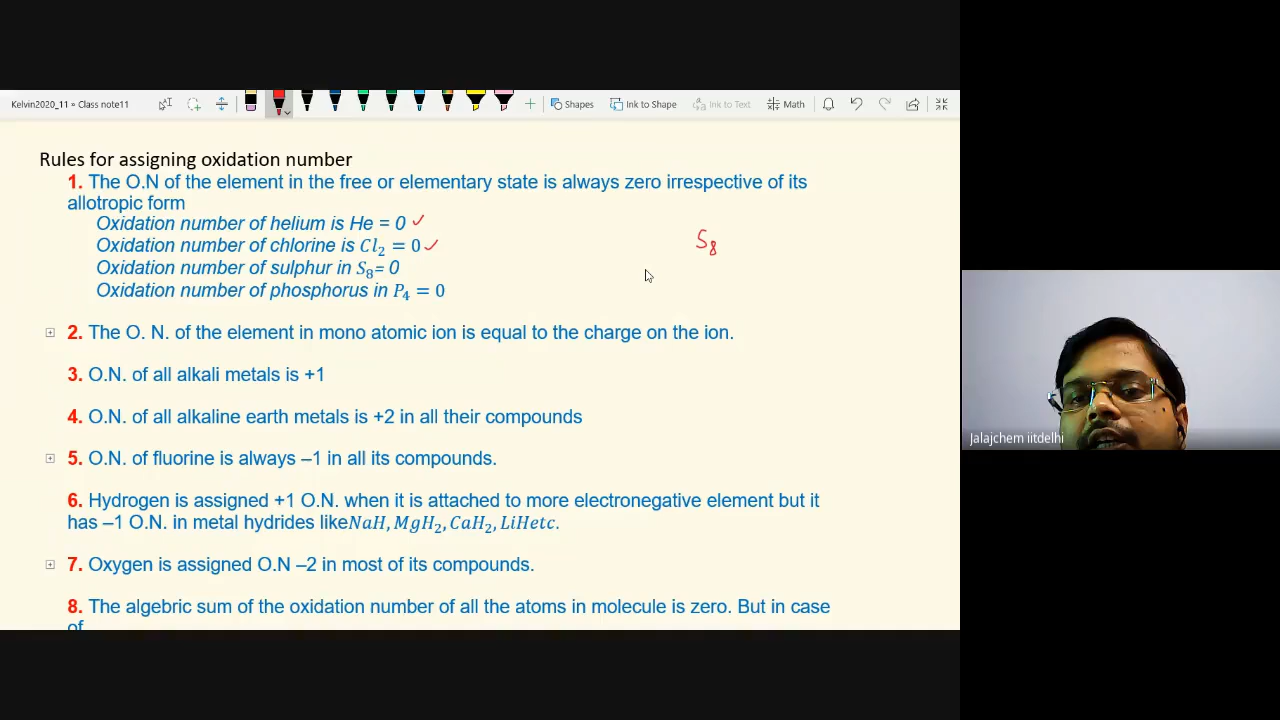 Kelvin2020_11 » Class note11
Shapes
Ink to Shape
Ink to Text
Math
Rules for assigning oxidation number
1. The O.N of the element in the free or elementary state is always zero irrespective of its
allotropic form
Oxidation number of helium is He = 0 ✓
Oxidation number of chlorine is Cl₂ = 0 ✓
S₈
Oxidation number of sulphur in S₈= 0
Oxidation number of phosphorus in P₄ = 0
2. The O. N. of the element in mono atomic ion is equal to the charge on the ion.
3. O.N. of all alkali metals is +1
4. O.N. of all alkaline earth metals is +2 in all their compounds
5. O.N. of fluorine is always –1 in all its compounds.
6. Hydrogen is assigned +1 O.N. when it is attached to more electronegative element but it
has –1 O.N. in metal hydrides likeNaH, MgH₂, CaH₂, LiHetc.
7. Oxygen is assigned O.N –2 in most of its compounds.
8. The algebric sum of the oxidation number of all the atoms in molecule is zero. But in case
of
Jalajchem iitdelhi